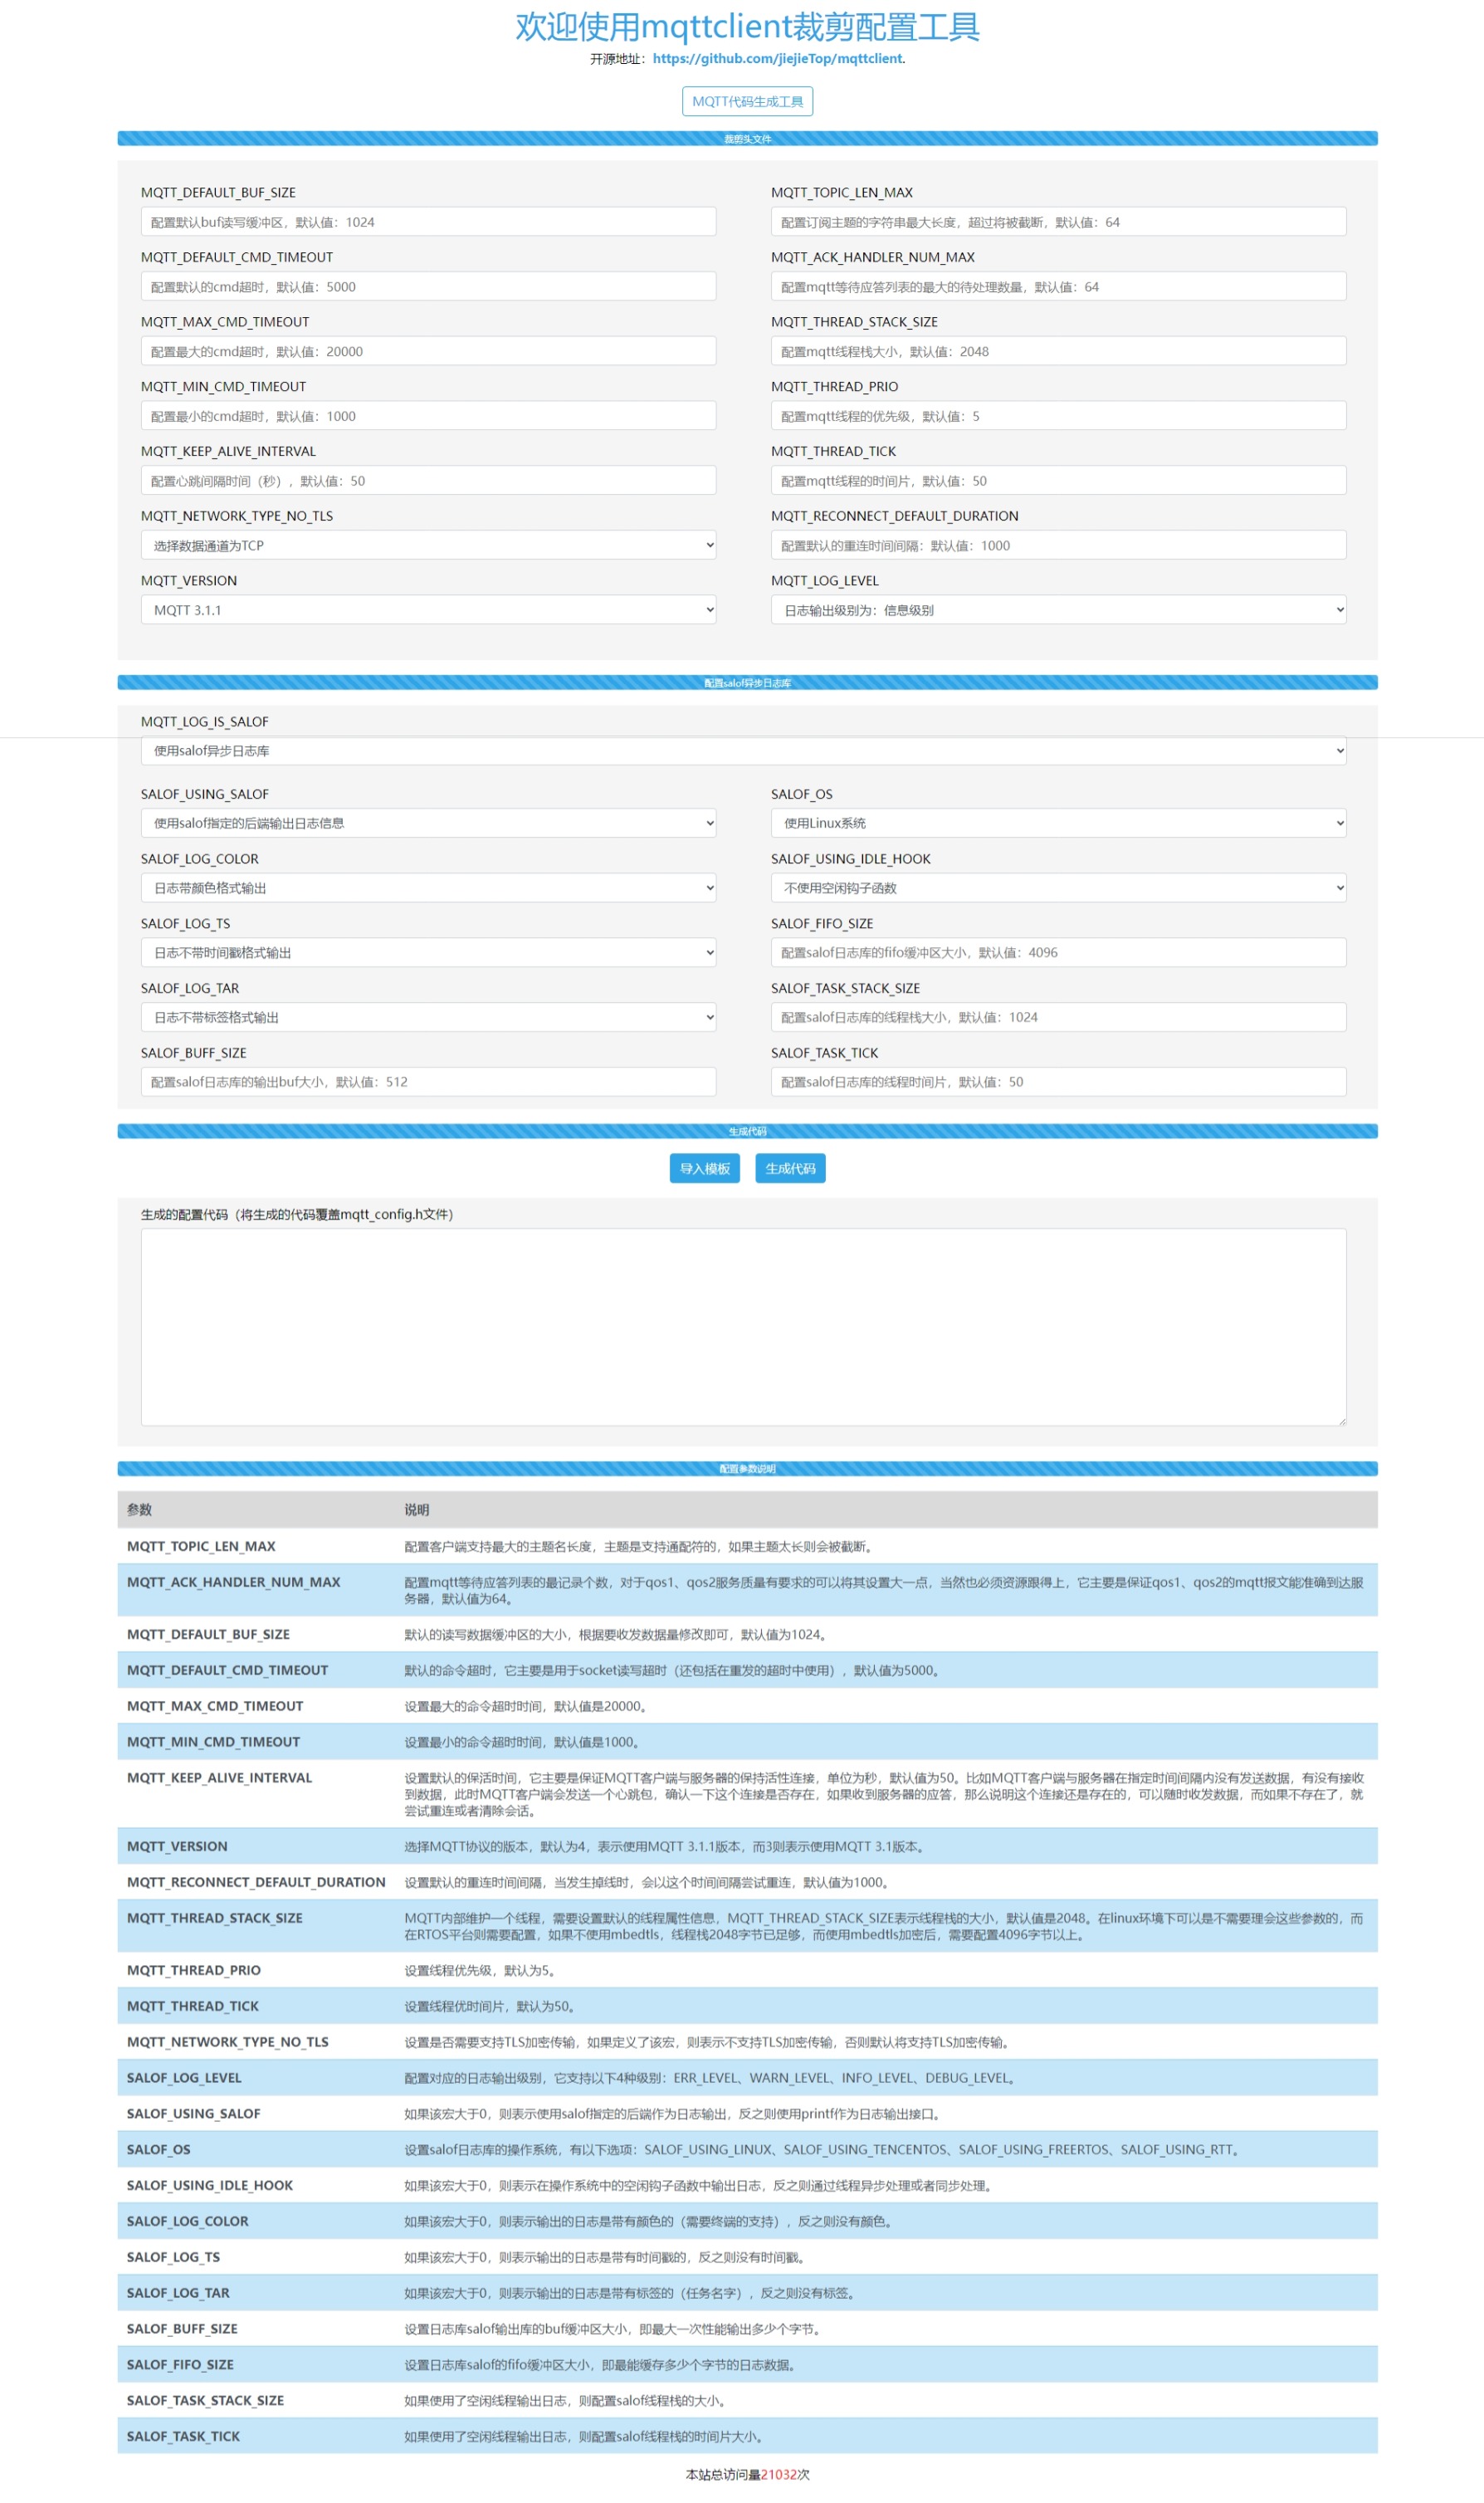 欢迎使用mqttclient裁剪配置工具
开源地址：https://github.com/jiejieTop/mqttclient.
MQTT代码生成工具
裁剪头文件
MQTT_DEFAULT_BUF_SIZE
配置默认buf读写缓冲区，默认值：1024
MQTT_DEFAULT_CMD_TIMEOUT
配置默认的cmd超时，默认值：5000
MQTT_MAX_CMD_TIMEOUT
配置最大的cmd超时，默认值：20000
MQTT_MIN_CMD_TIMEOUT
配置最小的cmd超时，默认值：1000
MQTT_KEEP_ALIVE_INTERVAL
配置心跳间隔时间（秒），默认值：50
MQTT_NETWORK_TYPE_NO_TLS
选择数据通道为TCP
MQTT_VERSION
MQTT 3.1.1
MQTT_TOPIC_LEN_MAX
配置订阅主题的字符串最大长度，超过将被截断，默认值：64
MQTT_ACK_HANDLER_NUM_MAX
配置mqtt等待应答列表的最大的待处理数量，默认值：64
MQTT_THREAD_STACK_SIZE
配置mqtt线程栈大小，默认值：2048
MQTT_THREAD_PRIO
配置mqtt线程的优先级，默认值：5
MQTT_THREAD_TICK
配置mqtt线程的时间片，默认值：50
MQTT_RECONNECT_DEFAULT_DURATION
配置默认的重连时间间隔：默认值：1000
MQTT_LOG_LEVEL
日志输出级别为：信息级别
配置salof异步日志库
MQTT_LOG_IS_SALOF
使用salof异步日志库
SALOF_USING_SALOF
使用salof指定的后端输出日志信息
SALOF_LOG_COLOR
日志带颜色格式输出
SALOF_LOG_TS
日志不带时间戳格式输出
SALOF_LOG_TAR
日志不带标签格式输出
SALOF_BUFF_SIZE
配置salof日志库的输出buf大小，默认值：512
SALOF_OS
使用Linux系统
SALOF_USING_IDLE_HOOK
不使用空闲钩子函数
SALOF_FIFO_SIZE
配置salof日志库的fifo缓冲区大小，默认值：4096
SALOF_TASK_STACK_SIZE
配置salof日志库的线程栈大小，默认值：1024
SALOF_TASK_TICK
配置salof日志库的线程时间片，默认值：50
生成代码
导入模板 生成代码
生成的配置代码（将生成的代码覆盖mqtt_config.h文件）
配置参数说明
参数 说明
MQTT_TOPIC_LEN_MAX 配置客户端支持最大的主题名长度，主题是支持通配符的，如果主题太长则会被截断。
MQTT_ACK_HANDLER_NUM_MAX 配置mqtt等待应答列表的最记录个数，对于qos1、qos2服务质量有要求的可以将其设置大一点，当然也必须资源跟得上，它主要是保证qos1、qos2的mqtt报文能准确到达服
务器，默认值为64。
MQTT_DEFAULT_BUF_SIZE 默认的读写数据缓冲区的大小，根据要收发数据量修改即可，默认值为1024。
MQTT_DEFAULT_CMD_TIMEOUT 默认的命令超时，它主要是用于socket读写超时（还包括在重发的超时中使用），默认值为5000。
MQTT_MAX_CMD_TIMEOUT 设置最大的命令超时时间，默认值是20000。
MQTT_MIN_CMD_TIMEOUT 设置最小的命令超时时间，默认值是1000。
MQTT_KEEP_ALIVE_INTERVAL 设置默认的保活时间，它主要是保证MQTT客户端与服务器的保持活性连接，单位为秒，默认值为50。比如MQTT客户端与服务器在指定时间间隔内没有发送数据，有没有接收
到数据，此时MQTT客户端会发送一个心跳包，确认一下这个连接是否存在，如果收到服务器的应答，那么说明这个连接还是存在的，可以随时收发数据，而如果不存在了，就
尝试重连或者清除会话。
MQTT_VERSION 选择MQTT协议的版本，默认为4，表示使用MQTT 3.1.1版本，而3则表示使用MQTT 3.1版本。
MQTT_RECONNECT_DEFAULT_DURATION 设置默认的重连时间间隔，当发生掉线时，会以这个时间间隔尝试重连，默认值为1000。
MQTT_THREAD_STACK_SIZE MQTT内部维护一个线程，需要设置默认的线程属性信息，MQTT_THREAD_STACK_SIZE表示线程栈的大小，默认值是2048。在linux环境下可以是不需要理会这些参数的，而
在RTOS平台则需要配置，如果不使用mbedtls，线程栈2048字节已足够，而使用mbedtls加密后，需要配置4096字节以上。
MQTT_THREAD_PRIO 设置线程优先级，默认为5。
MQTT_THREAD_TICK 设置线程优时间片，默认为50。
MQTT_NETWORK_TYPE_NO_TLS 设置是否需要支持TLS加密传输，如果定义了该宏，则表示不支持TLS加密传输，否则默认将支持TLS加密传输。
SALOF_LOG_LEVEL 配置对应的日志输出级别，它支持以下4种级别：ERR_LEVEL、WARN_LEVEL、INFO_LEVEL、DEBUG_LEVEL。
SALOF_USING_SALOF 如果该宏大于0，则表示使用salof指定的后端作为日志输出，反之则使用printf作为日志输出接口。
SALOF_OS 设置salof日志库的操作系统，有以下选项：SALOF_USING_LINUX、SALOF_USING_TENCENTOS、SALOF_USING_FREERTOS、SALOF_USING_RTT。
SALOF_USING_IDLE_HOOK 如果该宏大于0，则表示在操作系统中的空闲钩子函数中输出日志，反之则通过线程异步处理或者同步处理。
SALOF_LOG_COLOR 如果该宏大于0，则表示输出的日志是带有颜色的（需要终端的支持），反之则没有颜色。
SALOF_LOG_TS 如果该宏大于0，则表示输出的日志是带有时间戳的，反之则没有时间戳。
SALOF_LOG_TAR 如果该宏大于0，则表示输出的日志是带有标签的（任务名字），反之则没有标签。
SALOF_BUFF_SIZE 设置日志库salof输出库的buf缓冲区大小，即最大一次性能输出多少个字节。
SALOF_FIFO_SIZE 设置日志库salof的fifo缓冲区大小，即最能缓存多少个字节的日志数据。
SALOF_TASK_STACK_SIZE 如果使用了空闲线程输出日志，则配置salof线程栈的大小。
SALOF_TASK_TICK 如果使用了空闲线程输出日志，则配置salof线程栈的时间片大小。
本站总访问量21032次